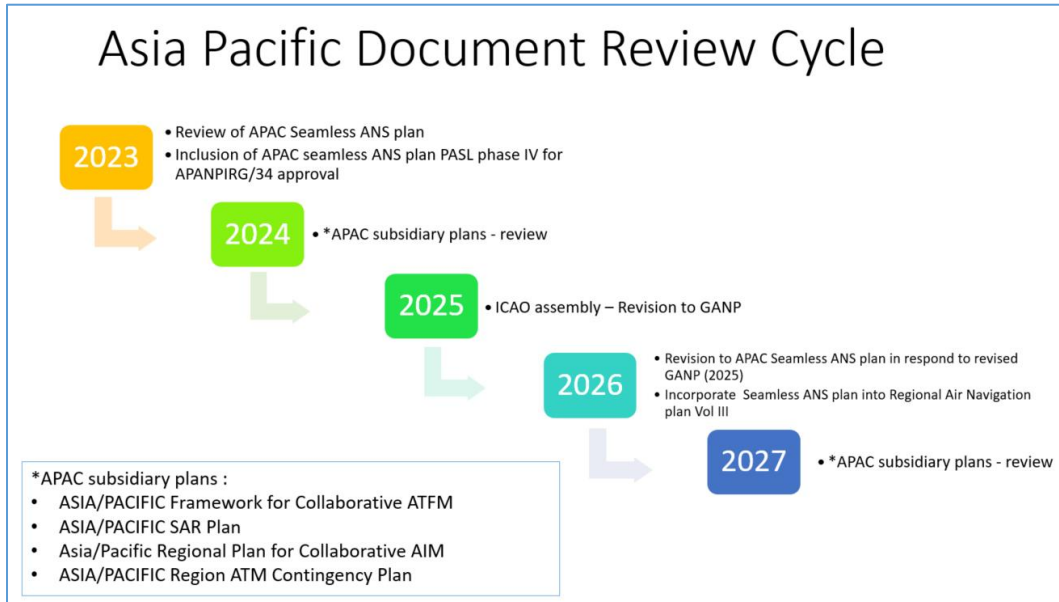 Asia Pacific Document Review Cycle
2023
• Review of APAC Seamless ANS plan
• Inclusion of APAC seamless ANS plan PASL phase IV for
APANPIRG/34 approval
2024
• *APAC subsidiary plans - review
2025
• ICAO assembly – Revision to GANP
2026
• Revision to APAC Seamless ANS plan in respond to revised
GANP (2025)
• Incorporate Seamless ANS plan into Regional Air Navigation
plan Vol III
2027
• *APAC subsidiary plans - review
*APAC subsidiary plans :
• ASIA/PACIFIC Framework for Collaborative ATFM
• ASIA/PACIFIC SAR Plan
• Asia/Pacific Regional Plan for Collaborative AIM
• ASIA/PACIFIC Region ATM Contingency Plan